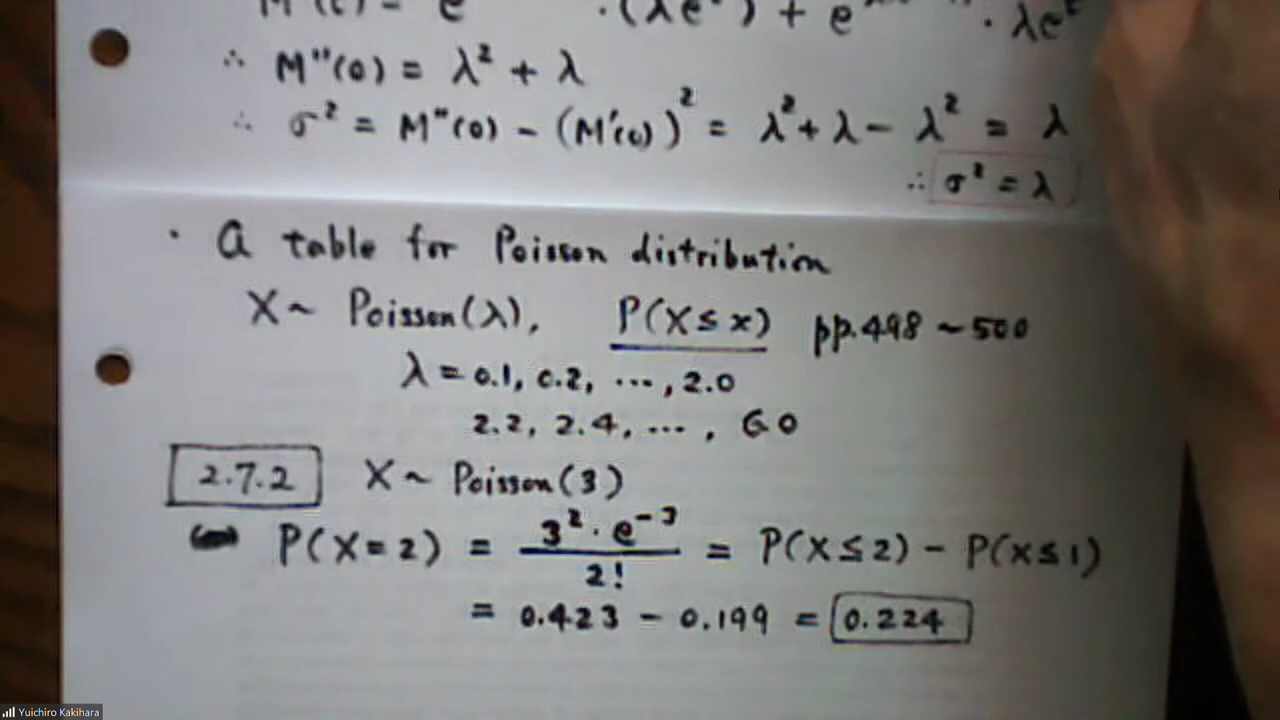 M"(t) = e · (λe ) + e · λe^t
∴ M"(0) = λ² + λ
∴ σ² = M"(0) - (M'(0))² = λ² + λ - λ² = λ
∴ σ² = λ
· A table for Poisson distribution
X ~ Poisson(λ), P(X ≤ x) pp.498 ~ 500
λ = 0.1, 0.2, ..., 2.0
2.2, 2.4, ..., 6.0
2.7.2 X ~ Poisson(3)
P(X = 2) = 3² · e⁻³ / 2! = P(X ≤ 2) - P(X ≤ 1)
= 0.423 - 0.199 = 0.224
Yuichiro Kakihara